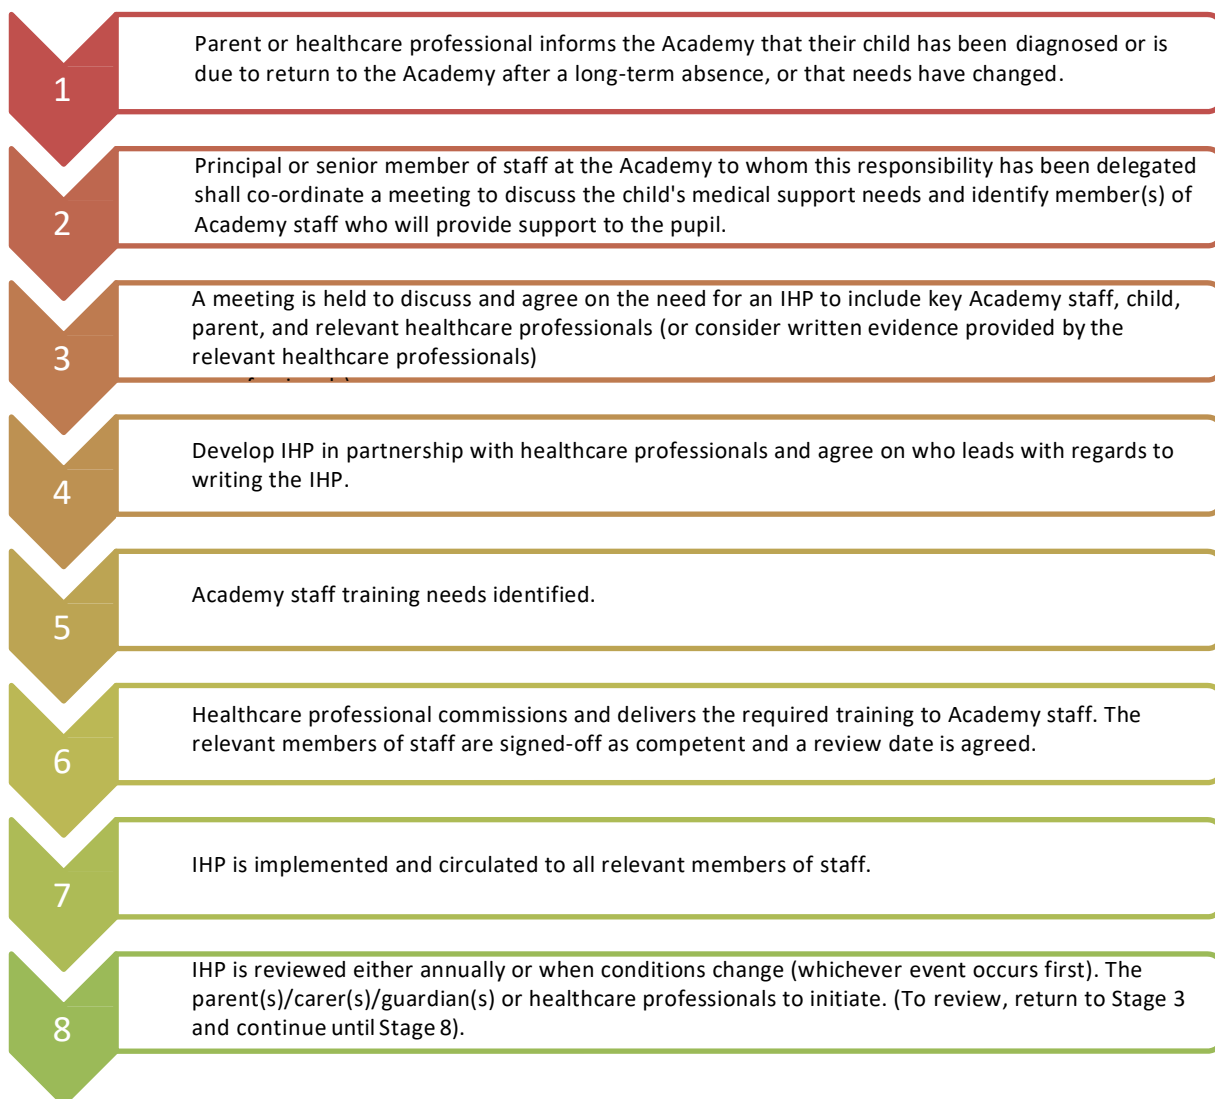 1
Parent or healthcare professional informs the Academy that their child has been diagnosed or is
due to return to the Academy after a long-term absence, or that needs have changed.
2
Principal or senior member of staff at the Academy to whom this responsibility has been delegated
shall co-ordinate a meeting to discuss the child's medical support needs and identify member(s) of
Academy staff who will provide support to the pupil.
3
A meeting is held to discuss and agree on the need for an IHP to include key Academy staff, child,
parent, and relevant healthcare professionals (or consider written evidence provided by the
relevant healthcare professionals)
4
Develop IHP in partnership with healthcare professionals and agree on who leads with regards to
writing the IHP.
5
Academy staff training needs identified.
6
Healthcare professional commissions and delivers the required training to Academy staff. The
relevant members of staff are signed-off as competent and a review date is agreed.
7
IHP is implemented and circulated to all relevant members of staff.
8
IHP is reviewed either annually or when conditions change (whichever event occurs first). The
parent(s)/carer(s)/guardian(s) or healthcare professionals to initiate. (To review, return to Stage 3
and continue until Stage 8).